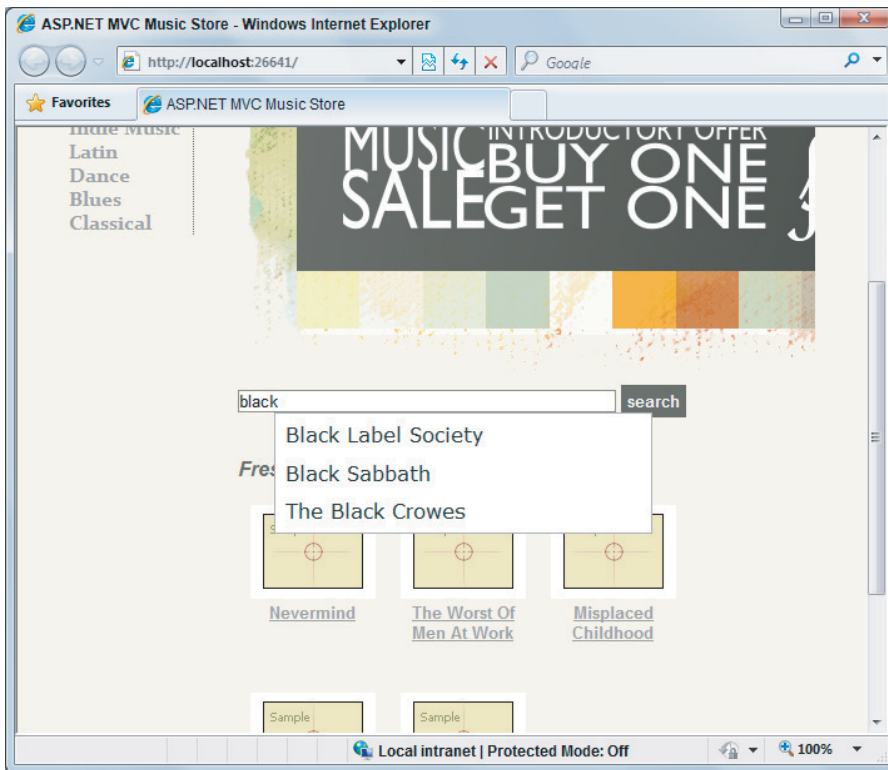 ASP.NET MVC Music Store - Windows Internet Explorer
http://localhost:26641/
Google
Favorites
ASP.NET MVC Music Store
Indie Music
Latin
Dance
Blues
Classical
MUSIC INTRODUCTORY OFFER
SALE BUY ONE
GET ONE
black
search
Black Label Society
Black Sabbath
The Black Crowes
Fres
Nevermind
The Worst Of
Men At Work
Misplaced
Childhood
Sample
Sample
Local intranet | Protected Mode: Off
100%